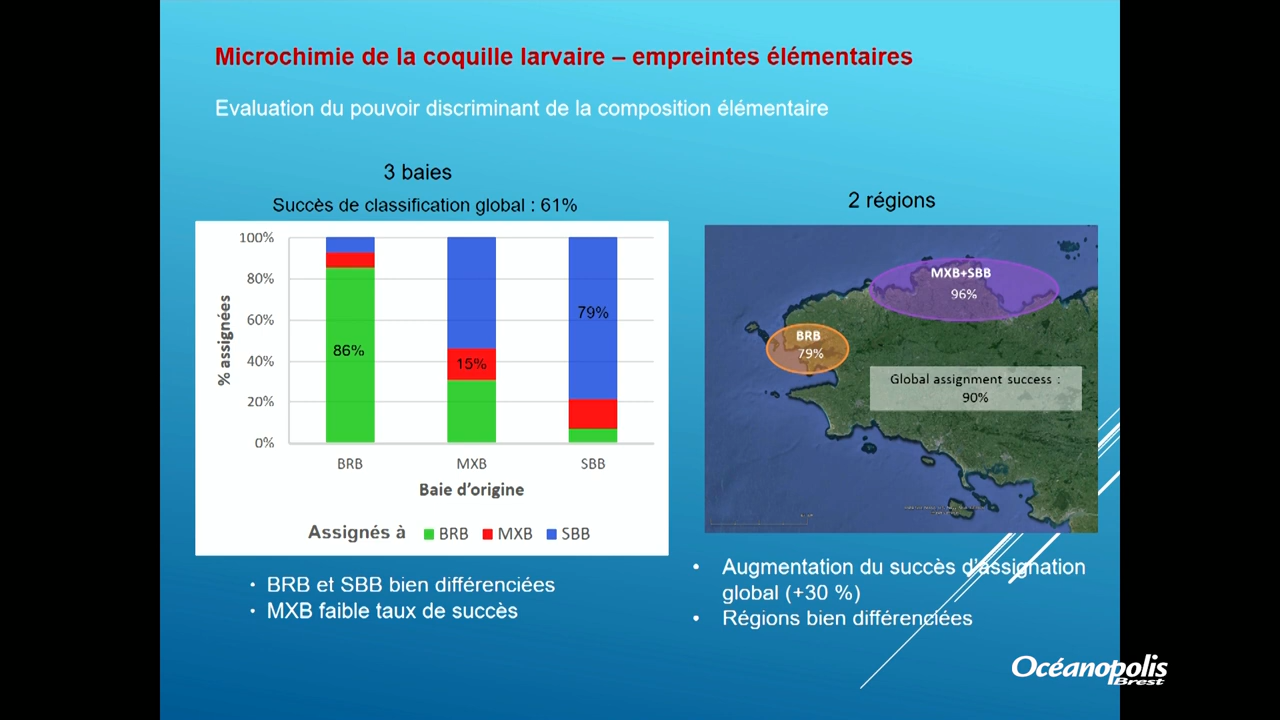 Microchimie de la coquille larvaire – empreintes élémentaires
Evaluation du pouvoir discriminant de la composition élémentaire
3 baies
Succès de classification global : 61%
100%
80%
60%
40%
20%
0%
% assignées
86%
15%
79%
BRB
MXB
SBB
Baie d'origine
Assignés à
BRB
MXB
SBB
BRB et SBB bien différenciées
MXB faible taux de succès
2 régions
MXB+SBB
96%
BRB
79%
Global assignment success :
90%
Augmentation du succès d'assignation
global (+30 %)
Régions bien différenciées
Océanopolis
Brest